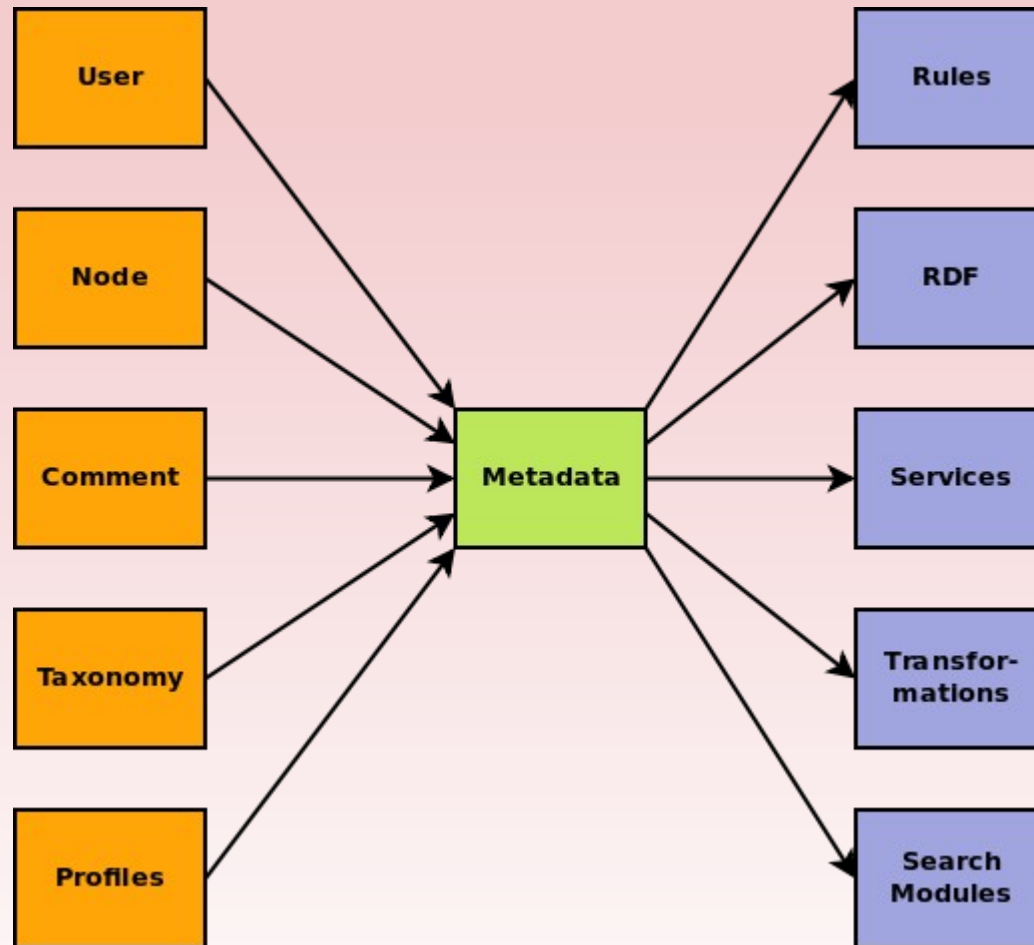 User
Node
Comment
Taxonomy
Profiles
Metadata
Rules
RDF
Services
Transfor-
mations
Search
Modules